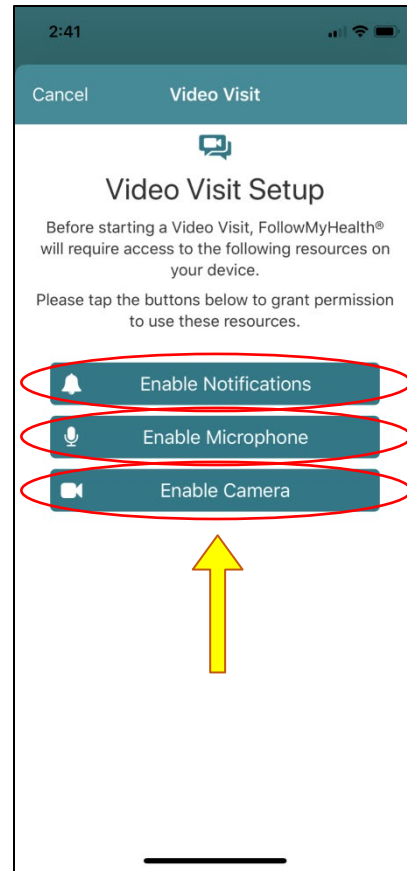 2:41
Cancel Video Visit
Video Visit Setup
Before starting a Video Visit, FollowMyHealth®
will require access to the following resources on
your device.
Please tap the buttons below to grant permission
to use these resources.
Enable Notifications
Enable Microphone
Enable Camera